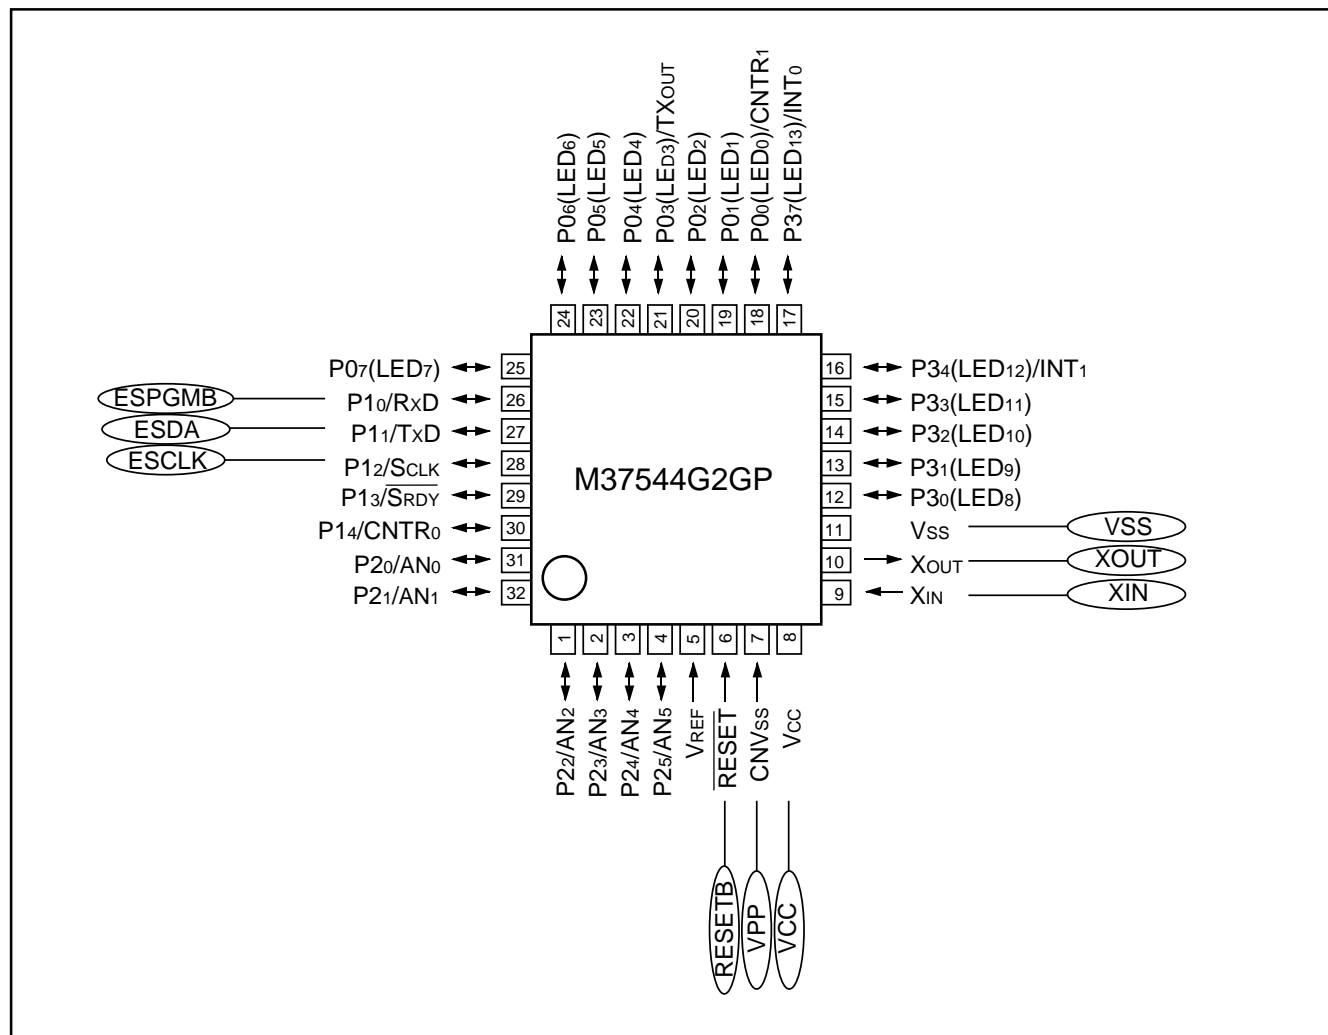 P06(LED6)
P05(LED5)
P04(LED4)
P03(LED3)/TXOUT
P02(LED2)
P01(LED1)
P00(LED0)/CNTR1
P37(LED13)/INT0
24
23
22
21
20
19
18
17
P07(LED7) 25
ESPGMB P10/RXD 26
ESDA P11/TXD 27
ESCLK P12/SCLK 28
P13/SRDY 29
P14/CNTR0 30
P20/AN0 31
P21/AN1 32
M37544G2GP
16 P34(LED12)/INT1
15 P33(LED11)
14 P32(LED10)
13 P31(LED9)
12 P30(LED8)
11 VSS VSS
10 XOUT XOUT
9 XIN XIN
1
2
3
4
5
6
7
8
P22/AN2
P23/AN3
P24/AN4
P25/AN5
VREF
RESET
CNVSS
VCC
RESETB
VPP
VCC